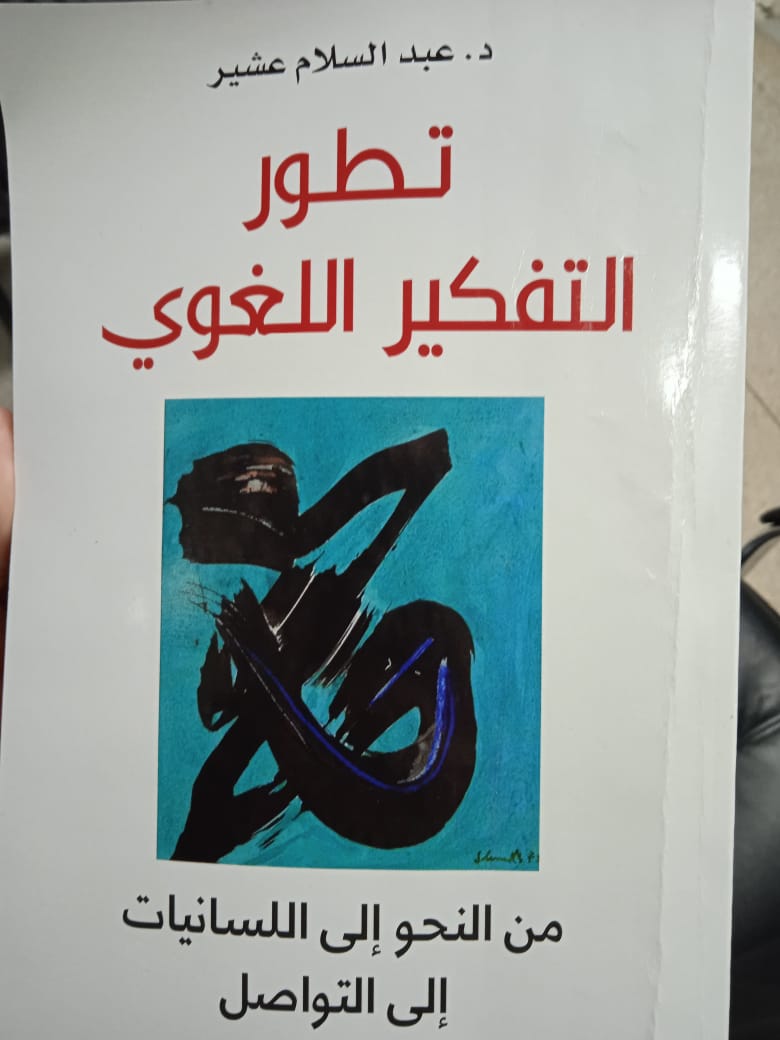 د. عبد السلام عشير
تطور
التفكير اللغوي
من النحو إلى اللسانيات
إلى التواصل